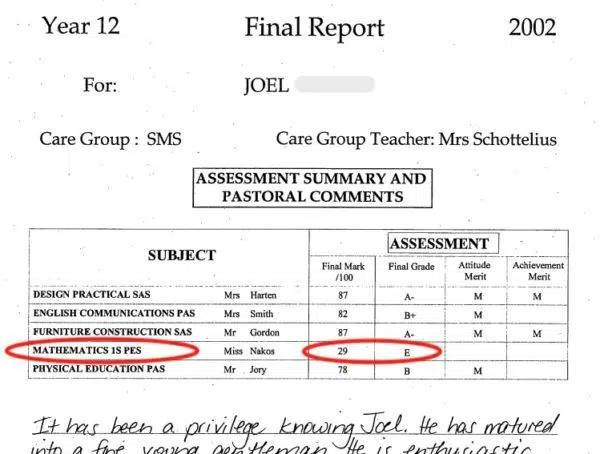 Year 12 Final Report 2002
For: JOEL
Care Group : SMS Care Group Teacher: Mrs Schottelius
ASSESSMENT SUMMARY AND
PASTORAL COMMENTS
SUBJECT ASSESSMENT
Final Mark /100 Final Grade Attitude Merit Achievement Merit
DESIGN PRACTICAL SAS Mrs Harten 87 A- M M
ENGLISH COMMUNICATIONS PAS Mrs Smith 82 B+ M
FURNITURE CONSTRUCTION SAS Mr Gordon 87 A- M M
MATHEMATICS 1S PES Miss Nakos 29 E
PHYSICAL EDUCATION PAS Mr Jory 78 B M
It has been a privilege knowing Joel. He has matured
into a fine young gentleman. He is enthusiastic